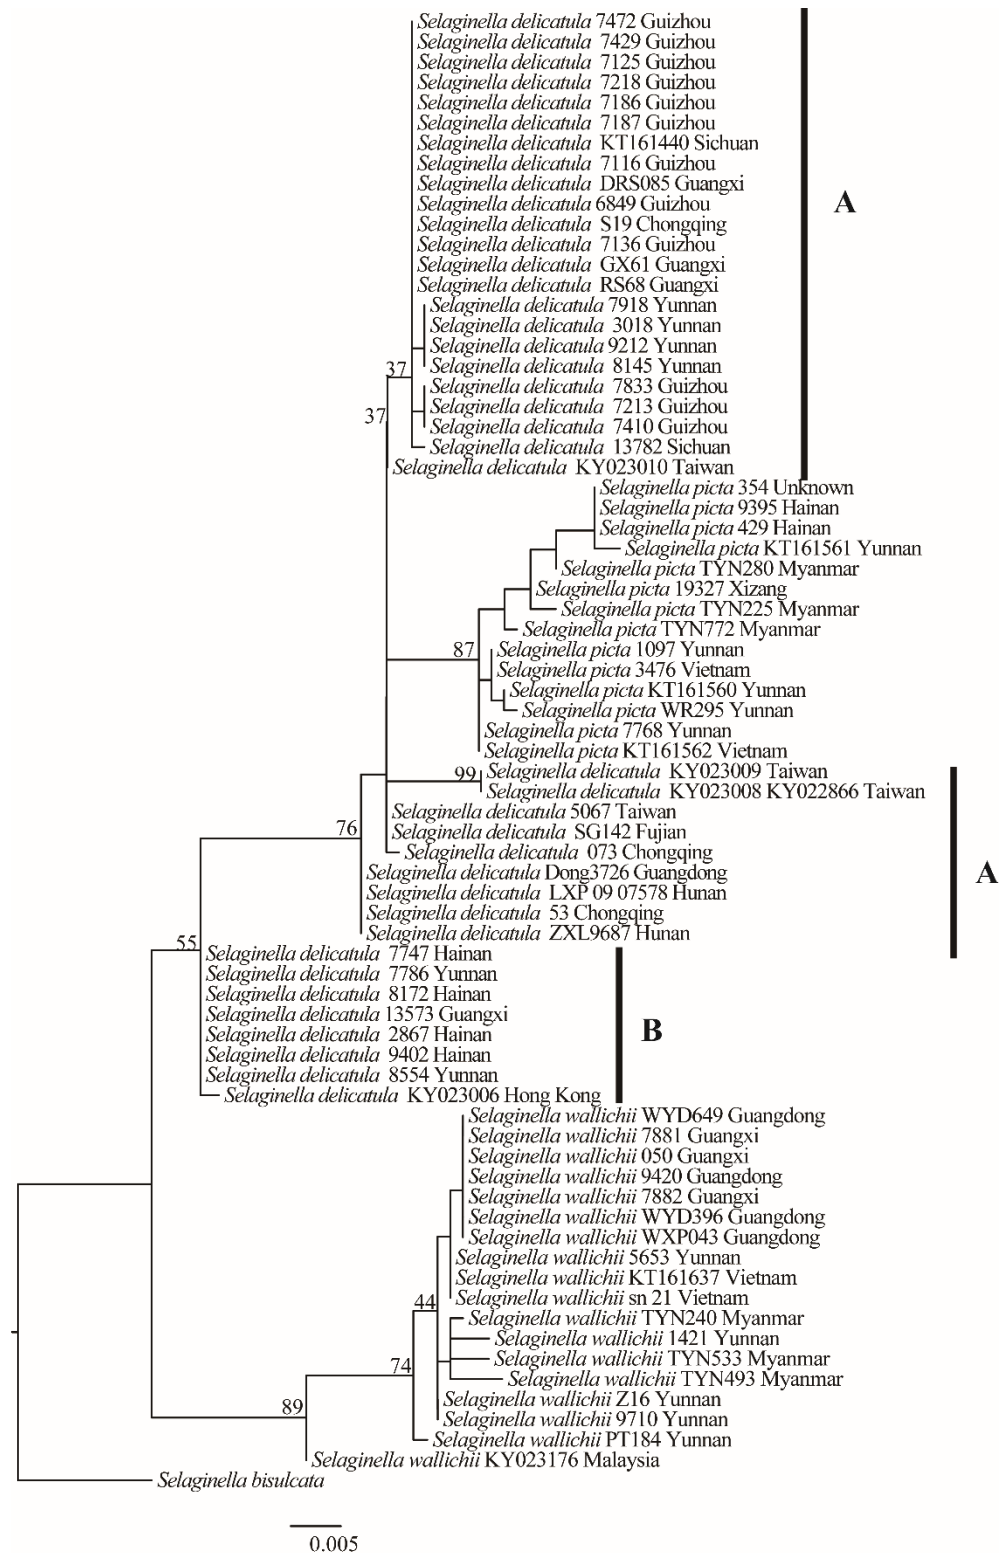 Selaginella delicatula 7472 Guizhou
Selaginella delicatula 7429 Guizhou
Selaginella delicatula 7125 Guizhou
Selaginella delicatula 7218 Guizhou
Selaginella delicatula 7186 Guizhou
Selaginella delicatula 7187 Guizhou
Selaginella delicatula KT161440 Sichuan
Selaginella delicatula 7116 Guizhou
Selaginella delicatula DRS085 Guangxi
A
Selaginella delicatula 6849 Guizhou
Selaginella delicatula S19 Chongqing
Selaginella delicatula 7136 Guizhou
Selaginella delicatula GX61 Guangxi
Selaginella delicatula RS68 Guangxi
Selaginella delicatula 7918 Yunnan
Selaginella delicatula 3018 Yunnan
Selaginella delicatula 9212 Yunnan
Selaginella delicatula 8145 Yunnan
37
Selaginella delicatula 7833 Guizhou
Selaginella delicatula 7213 Guizhou
37
Selaginella delicatula 7410 Guizhou
Selaginella delicatula 13782 Sichuan
Selaginella delicatula KY023010 Taiwan
Selaginella picta 354 Unknown
Selaginella picta 9395 Hainan
Selaginella picta 429 Hainan
Selaginella picta KT161561 Yunnan
Selaginella picta TYN280 Myanmar
Selaginella picta 19327 Xizang
Selaginella picta TYN225 Myanmar
Selaginella picta TYN772 Myanmar
87
Selaginella picta 1097 Yunnan
Selaginella picta 3476 Vietnam
Selaginella picta KT161560 Yunnan
Selaginella picta WR295 Yunnan
Selaginella picta 7768 Yunnan
Selaginella picta KT161562 Vietnam
99
Selaginella delicatula KY023009 Taiwan
Selaginella delicatula KY023008 KY022866 Taiwan
Selaginella delicatula 5067 Taiwan
76
Selaginella delicatula SG142 Fujian
Selaginella delicatula 073 Chongqing
Selaginella delicatula Dong3726 Guangdong
A
Selaginella delicatula LXP 09 07578 Hunan
Selaginella delicatula 53 Chongqing
Selaginella delicatula ZXL9687 Hunan
55
Selaginella delicatula 7747 Hainan
Selaginella delicatula 7786 Yunnan
Selaginella delicatula 8172 Hainan
Selaginella delicatula 13573 Guangxi
B
Selaginella delicatula 2867 Hainan
Selaginella delicatula 9402 Hainan
Selaginella delicatula 8554 Yunnan
Selaginella delicatula KY023006 Hong Kong
Selaginella wallichii WYD649 Guangdong
Selaginella wallichii 7881 Guangxi
Selaginella wallichii 050 Guangxi
Selaginella wallichii 9420 Guangdong
Selaginella wallichii 7882 Guangxi
Selaginella wallichii WYD396 Guangdong
Selaginella wallichii WXP043 Guangdong
Selaginella wallichii 5653 Yunnan
Selaginella wallichii KT161637 Vietnam
Selaginella wallichii sn 21 Vietnam
44
Selaginella wallichii TYN240 Myanmar
Selaginella wallichii 1421 Yunnan
Selaginella wallichii TYN533 Myanmar
74
Selaginella wallichii TYN493 Myanmar
Selaginella wallichii Z16 Yunnan
89
Selaginella wallichii 9710 Yunnan
Selaginella wallichii PT184 Yunnan
Selaginella wallichii KY023176 Malaysia
Selaginella bisulcata
0.005